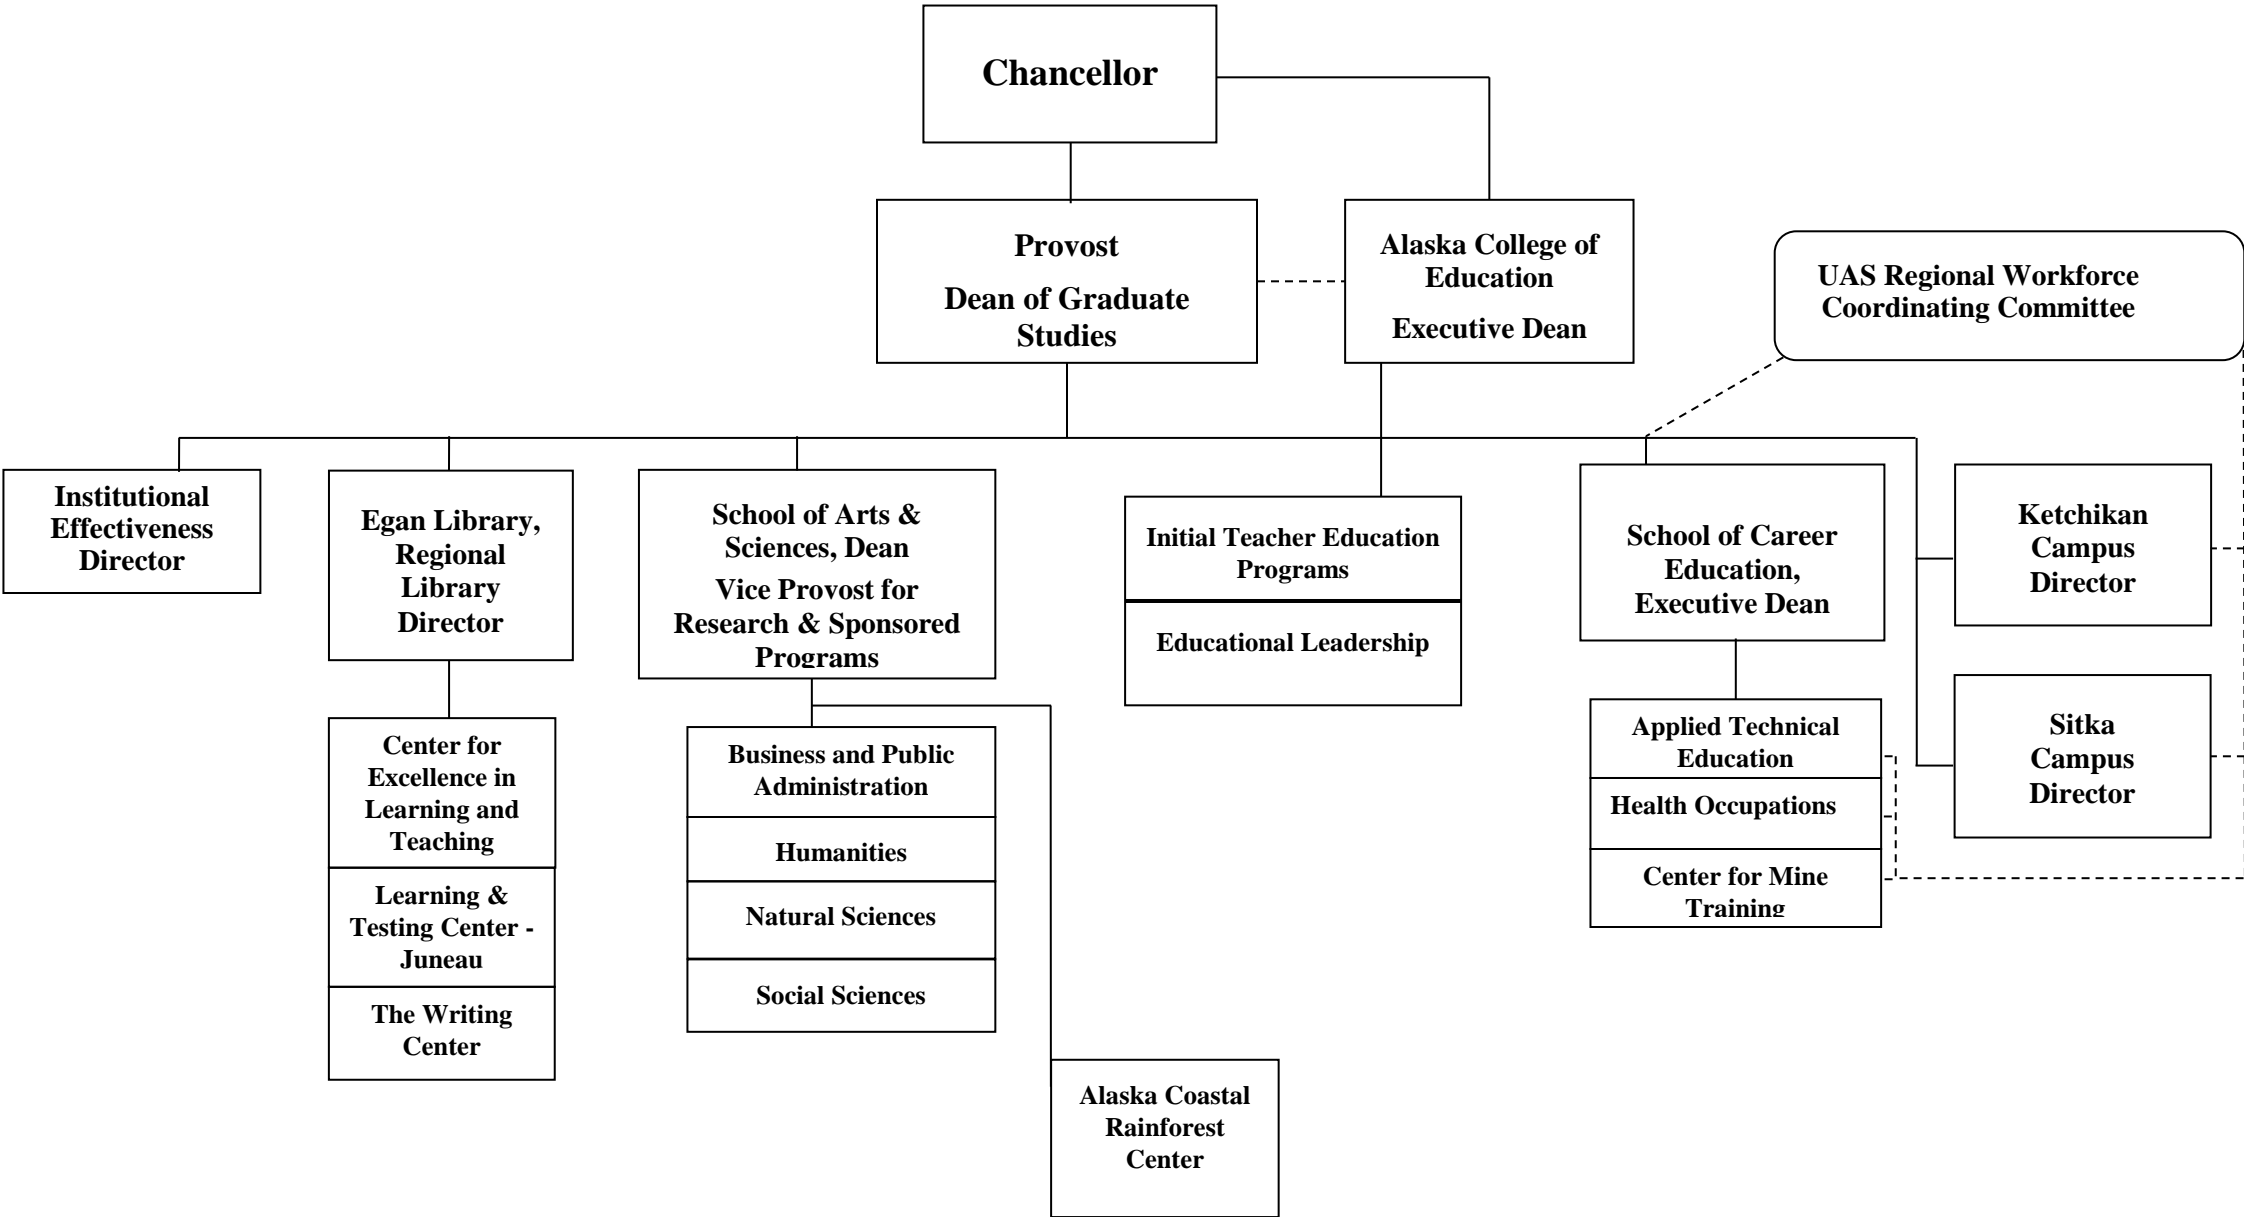 Chancellor
Provost
Dean of Graduate
Studies
Alaska College of
Education
Executive Dean
UAS Regional Workforce
Coordinating Committee
Institutional
Effectiveness
Director
Egan Library,
Regional
Library
Director
School of Arts &
Sciences, Dean
Vice Provost for
Research & Sponsored
Programs
Initial Teacher Education
Programs
Educational Leadership
School of Career
Education,
Executive Dean
Ketchikan
Campus
Director
Sitka
Campus
Director
Center for
Excellence in
Learning and
Teaching
Learning &
Testing Center -
Juneau
The Writing
Center
Business and Public
Administration
Humanities
Natural Sciences
Social Sciences
Applied Technical
Education
Health Occupations
Center for Mine
Training
Alaska Coastal
Rainforest
Center